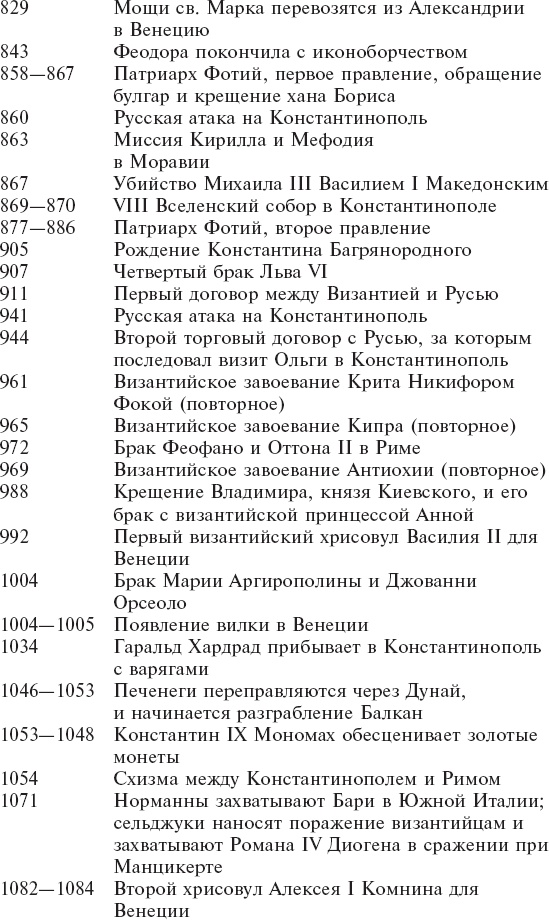 829 Мощи св. Марка перевозятся из Александрии
в Венецию
843 Феодора покончила с иконоборчеством
858—867 Патриарх Фотий, первое правление, обращение
булгар и крещение хана Бориса
860 Русская атака на Константинополь
863 Миссия Кирилла и Мефодия
в Моравии
867 Убийство Михаила III Василием I Македонским
869—870 VIII Вселенский собор в Константинополе
877—886 Патриарх Фотий, второе правление
905 Рождение Константина Багрянородного
907 Четвертый брак Льва VI
911 Первый договор между Византией и Русью
941 Русская атака на Константинополь
944 Второй торговый договор с Русью, за которым
последовал визит Ольги в Константинополь
961 Византийское завоевание Крита Никифором
Фокой (повторное)
965 Византийское завоевание Кипра (повторное)
972 Брак Феофано и Оттона II в Риме
969 Византийское завоевание Антиохии (повторное)
988 Крещение Владимира, князя Киевского, и его
брак с византийской принцессой Анной
992 Первый византийский хрисовул Василия II для
Венеции
1004 Брак Марии Аргирополины и Джованни
Орсеоло
1004—1005 Появление вилки в Венеции
1034 Гаральд Хардрад прибывает в Константинополь
с варягами
1046—1053 Печенеги переправляются через Дунай,
и начинается разграбление Балкан
1053—1048 Константин IX Мономах обесценивает золотые
монеты
1054 Схизма между Константинополем и Римом
1071 Норманны захватывают Бари в Южной Италии;
сельджуки наносят поражение византийцам и
захватывают Романа IV Диогена в сражении при
Манцикерте
1082—1084 Второй хрисовул Алексея I Комнина для
Венеции